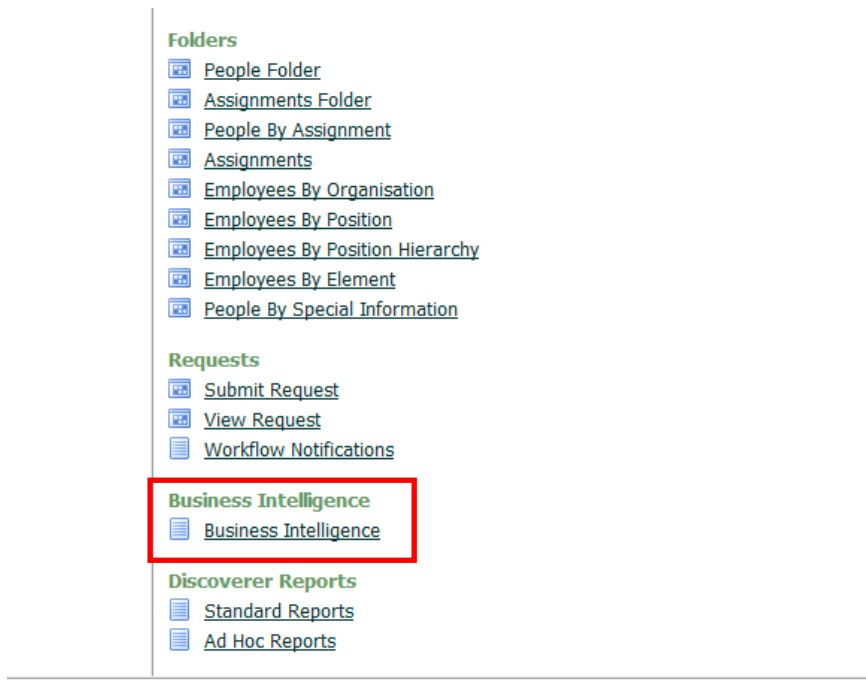 Folders
People Folder
Assignments Folder
People By Assignment
Assignments
Employees By Organisation
Employees By Position
Employees By Position Hierarchy
Employees By Element
People By Special Information
Requests
Submit Request
View Request
Workflow Notifications
Business Intelligence
Business Intelligence
Discoverer Reports
Standard Reports
Ad Hoc Reports